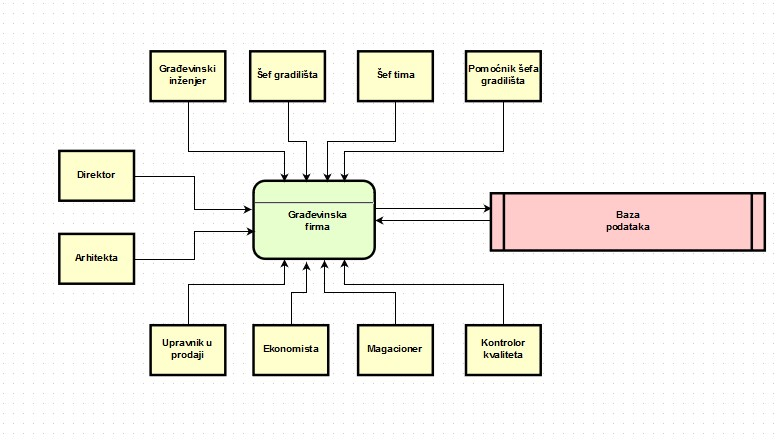 Građevinski
inženjer
Šef gradilišta
Šef tima
Pomoćnik šefa
gradilišta
Direktor
Građevinska
firma
Baza
podataka
Arhitekta
Upravnik u
prodaji
Ekonomista
Magacioner
Kontrolor
kvaliteta